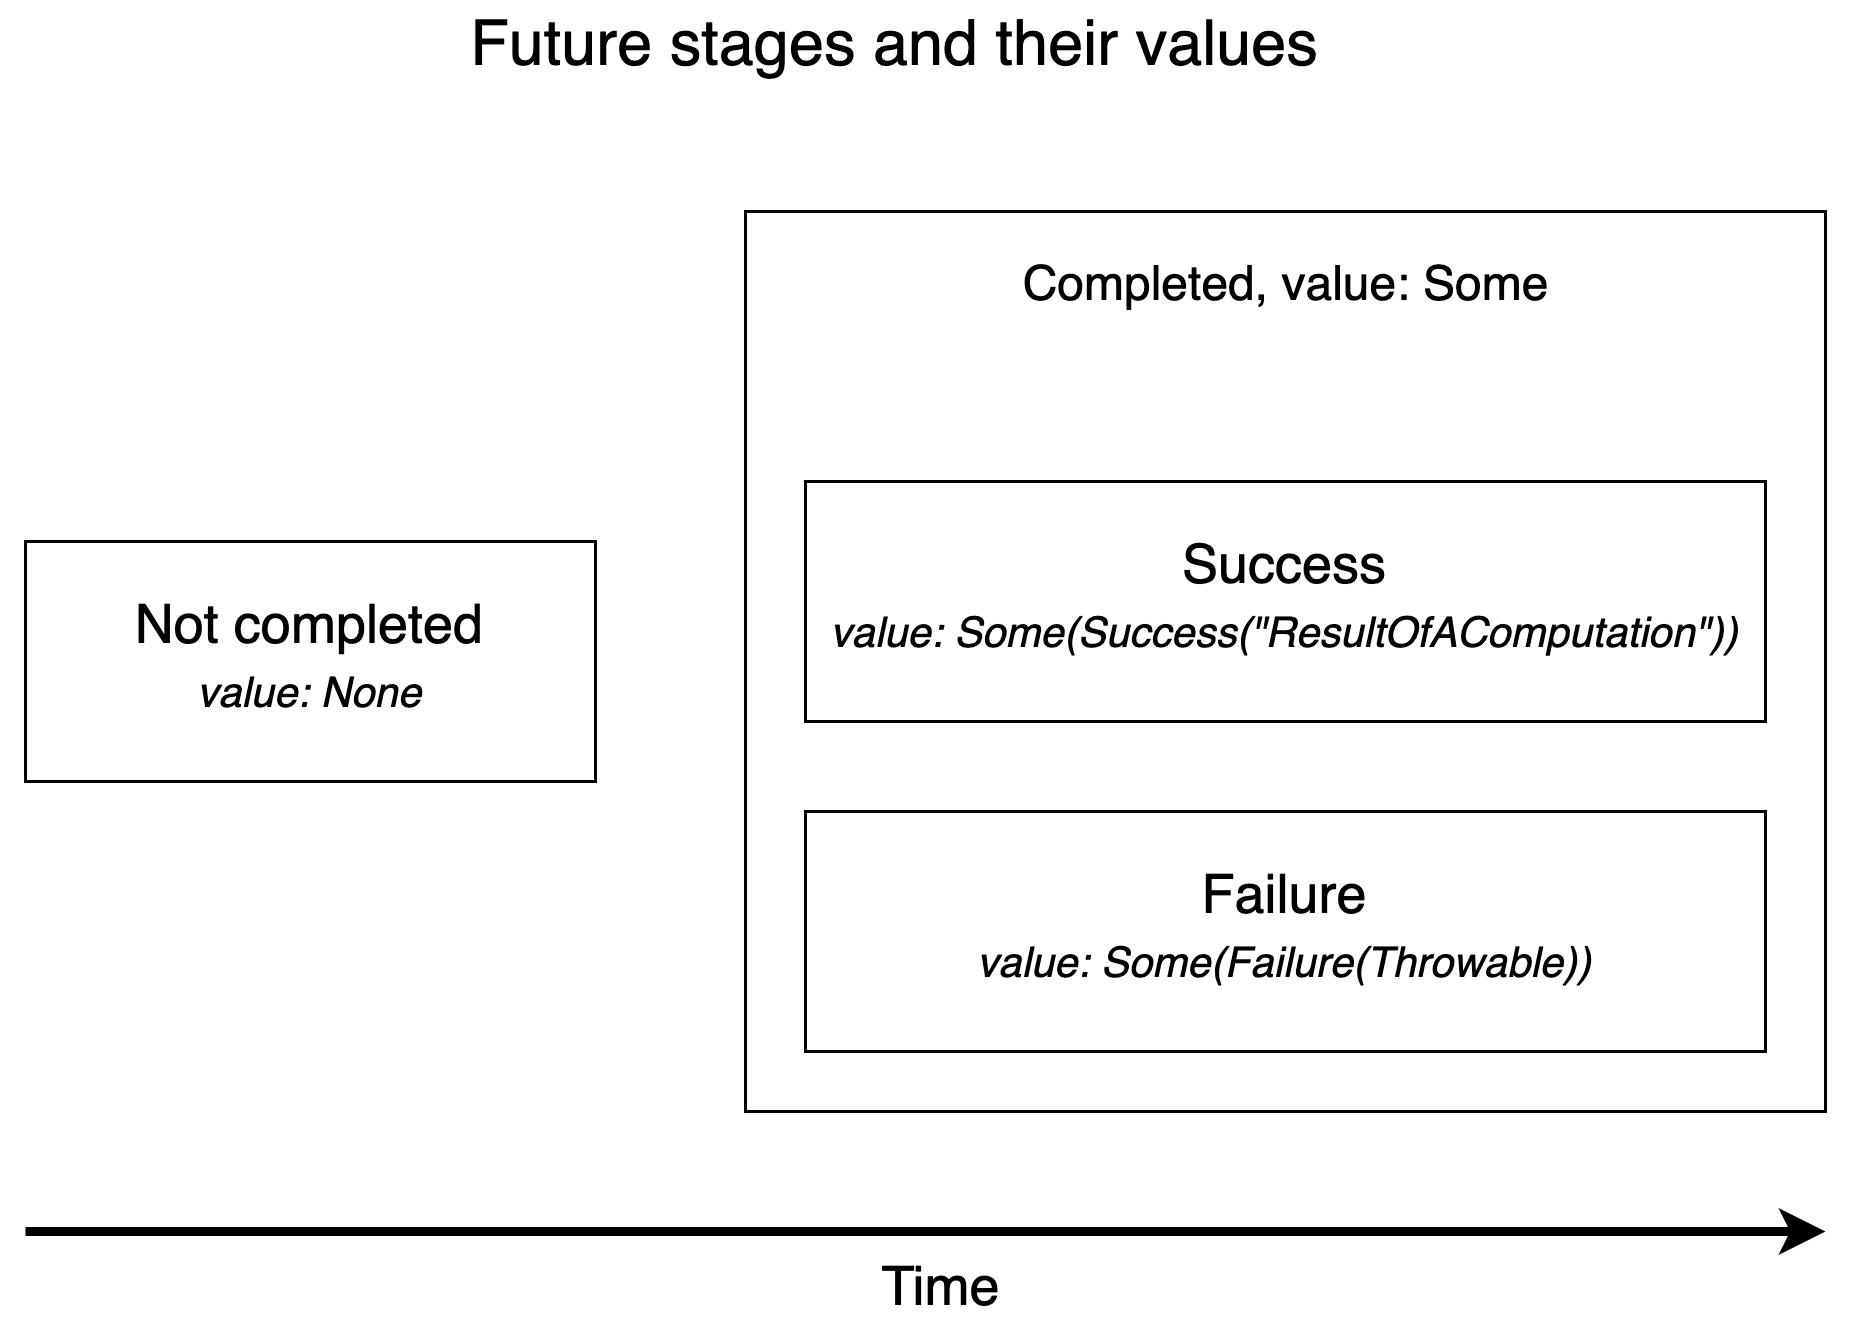 Future stages and their values
Completed, value: Some
Success
value: Some(Success("ResultOfAComputation"))
Not completed
value: None
Failure
value: Some(Failure(Throwable))
Time